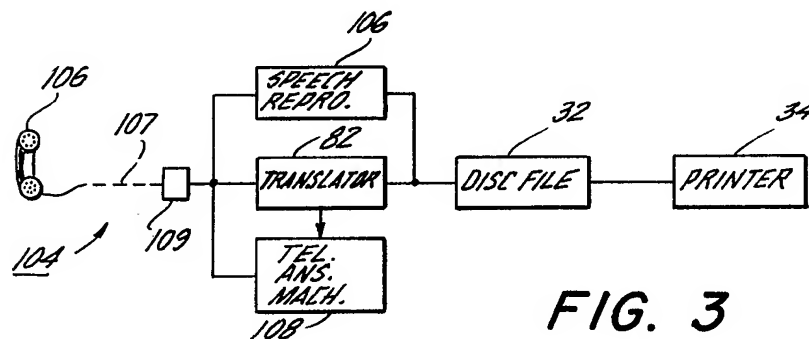 106
106
SPEECH
REPRO.
107
82
32
34
TRANSLATOR
DISC FILE
PRINTER
109
104
TEL.
ANS.
MACH.
108
FIG. 3